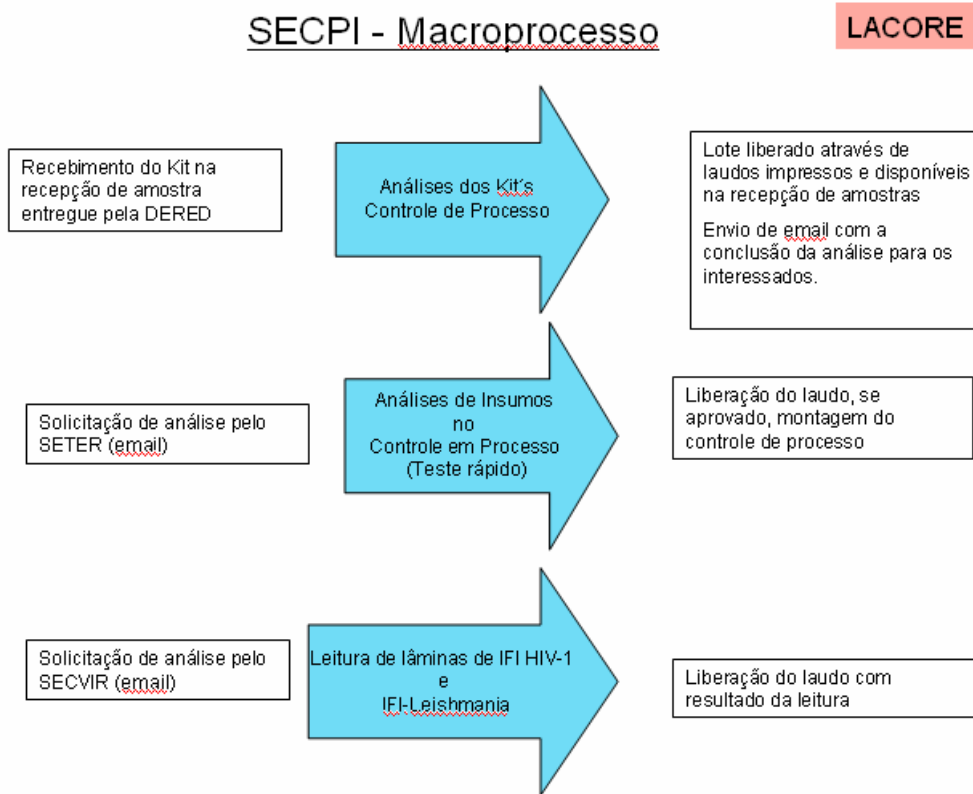 SECPI - Macroprocesso
LACORE
Recebimento do Kit na
recepção de amostra
entregue pela DERED
Análises dos Kit´s
Controle de Processo
Lote liberado através de
laudos impressos e disponíveis
na recepção de amostras
Envio de email com a
conclusão da análise para os
interessados.
Solicitação de análise pelo
SETER (email)
Análises de Insumos
no
Controle em Processo
(Teste rápido)
Liberação do laudo, se
aprovado, montagem do
controle de processo
Solicitação de análise pelo
SECVIR (email)
Leitura de lâminas de IFI HIV-1
e
IFI-Leishmania
Liberação do laudo com
resultado da leitura